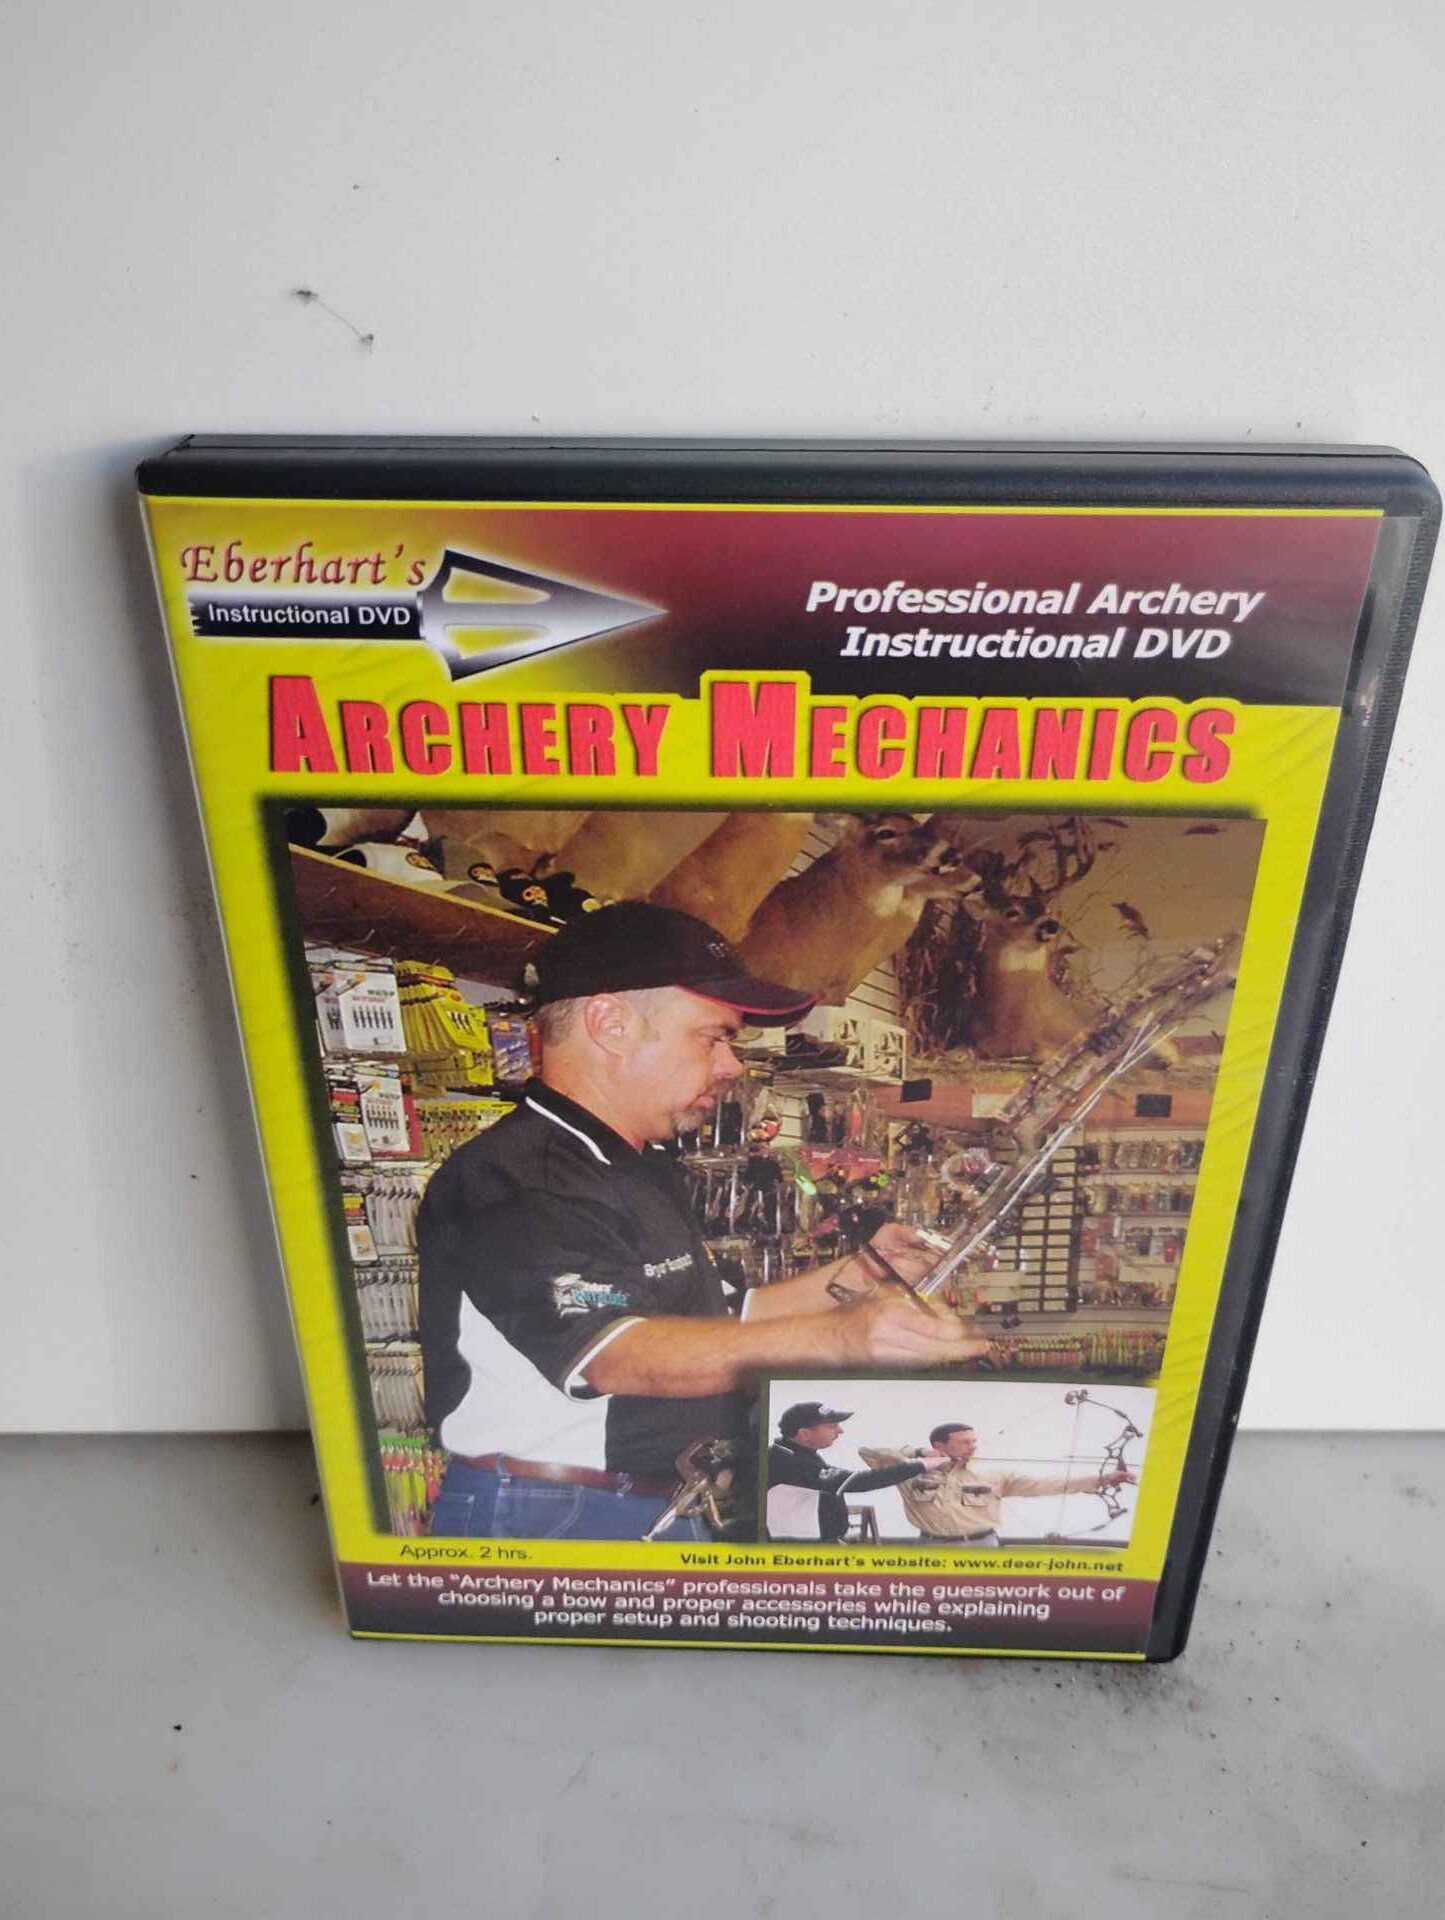 Eberhart's
Instructional DVD
Professional Archery
Instructional DVD
ARCHERY MECHANICS
Approx. 2 hrs.
Visit John Eberhart's website: www.deer-john.net
Let the "Archery Mechanics" professionals take the guesswork out of
choosing a bow and proper accessories while explaining
proper setup and shooting techniques.